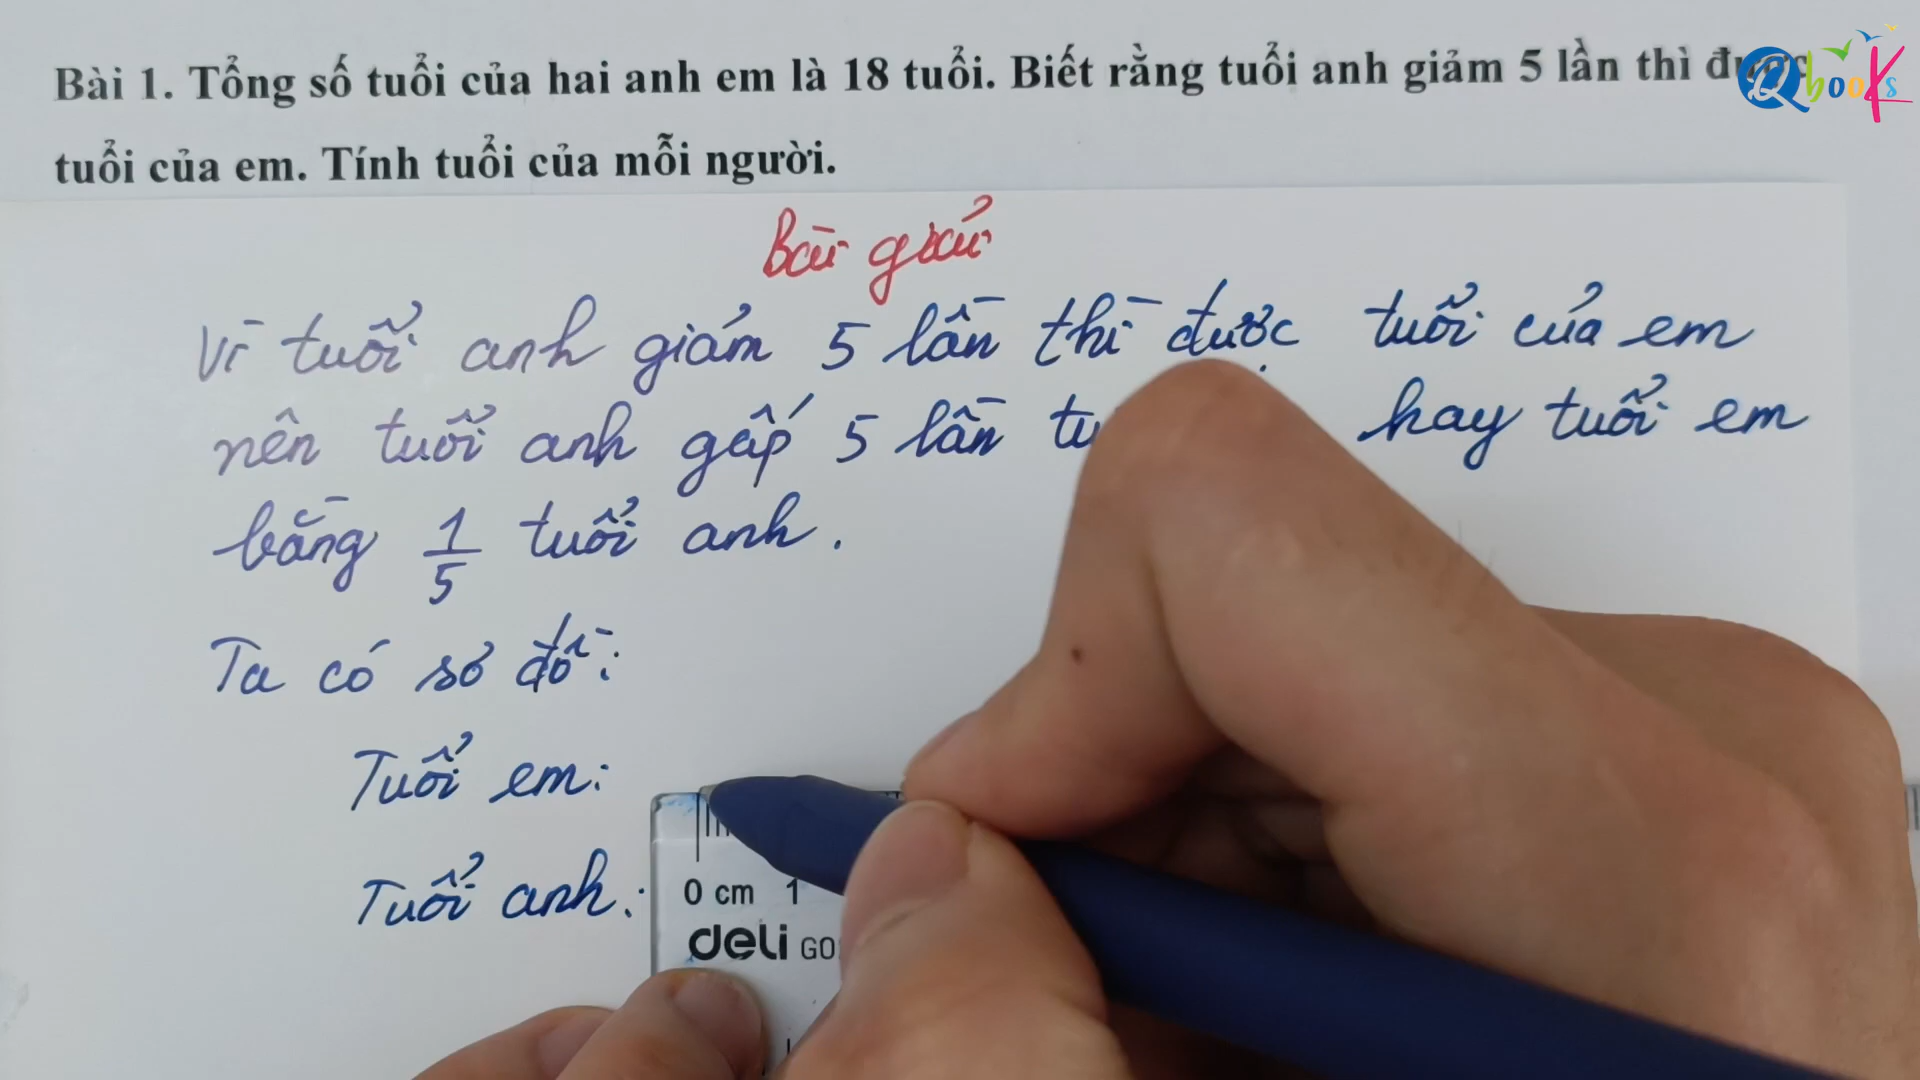 Bài 1. Tổng số tuổi của hai anh em là 18 tuổi. Biết rằng tuổi anh giảm 5 lần thì
Qbooks
tuổi của em. Tính tuổi của mỗi người.
Bài giải
Vì tuổi anh giảm 5 lần thì được tuổi của em
nên tuổi anh gấp 5 lần hay tuổi em
bằng 1/5 tuổi anh.
Ta có sơ đồ:
Tuổi em:
Tuổi anh:
0 cm 1
deli GO